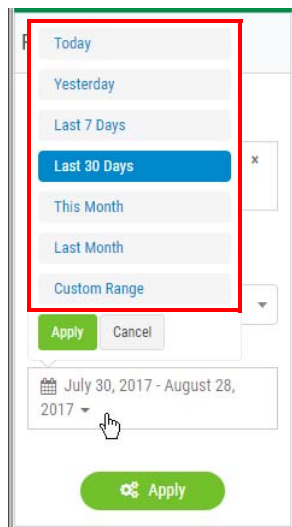 Today
Yesterday
Last 7 Days
Last 30 Days
×
This Month
Last Month
Custom Range
Apply Cancel
July 30, 2017 - August 28,
2017
Apply